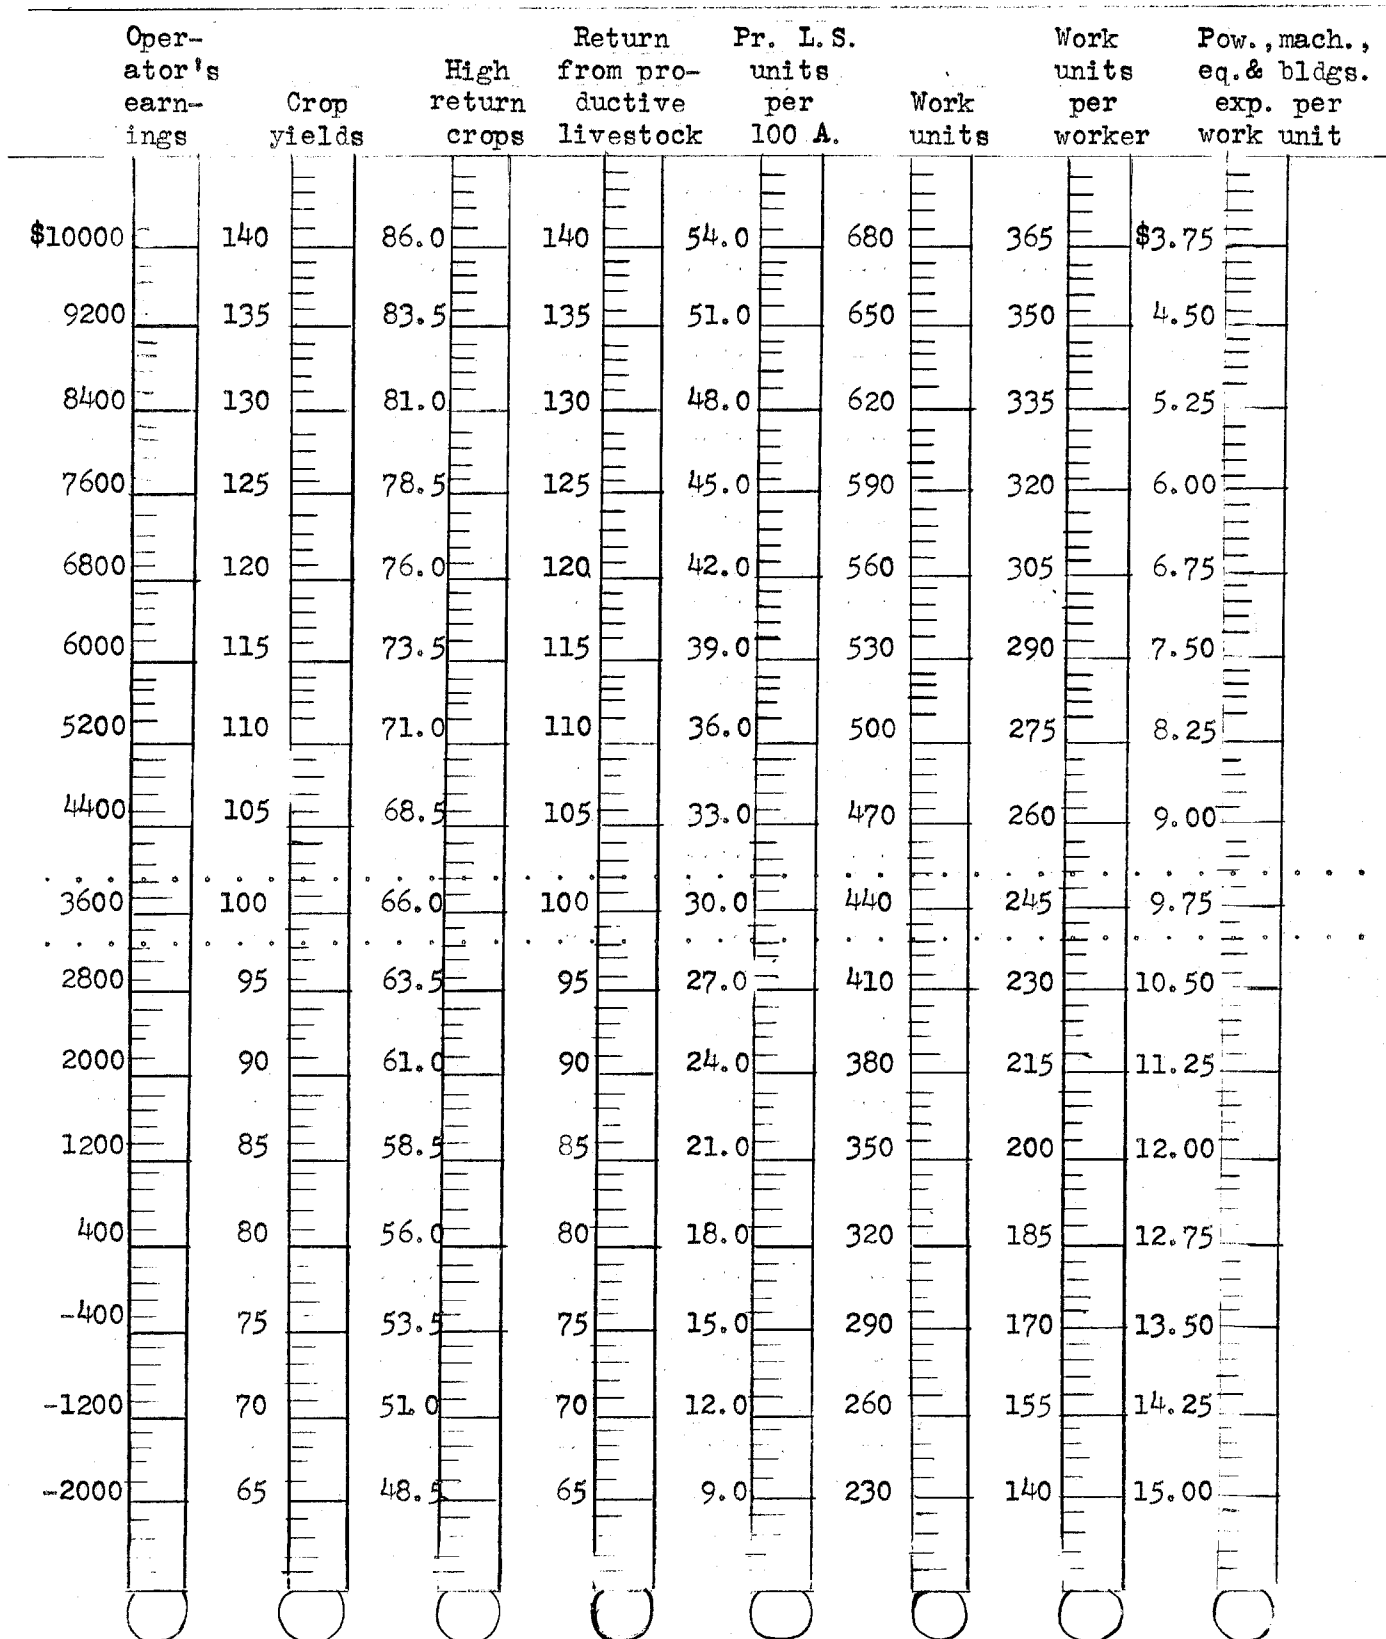 Oper- Return Pr. L.S. Work Pow.,mach.,
ator's High from pro- units units eq.& bldgs.
earn- Crop return ductive per Work per exp. per
ings yields crops livestock 100 A. units worker work unit
$10000 140 86.0 140 54.0 680 365 $3.75
9200 135 83.5 135 51.0 650 350 4.50
8400 130 81.0 130 48.0 620 335 5.25
7600 125 78.5 125 45.0 590 320 6.00
6800 120 76.0 120 42.0 560 305 6.75
6000 115 73.5 115 39.0 530 290 7.50
5200 110 71.0 110 36.0 500 275 8.25
4400 105 68.5 105 33.0 470 260 9.00
3600 100 66.0 100 30.0 440 245 9.75
2800 95 63.5 95 27.0 410 230 10.50
2000 90 61.0 90 24.0 380 215 11.25
1200 85 58.5 85 21.0 350 200 12.00
400 80 56.0 80 18.0 320 185 12.75
-400 75 53.5 75 15.0 290 170 13.50
-1200 70 51.0 70 12.0 260 155 14.25
-2000 65 48.5 65 9.0 230 140 15.00